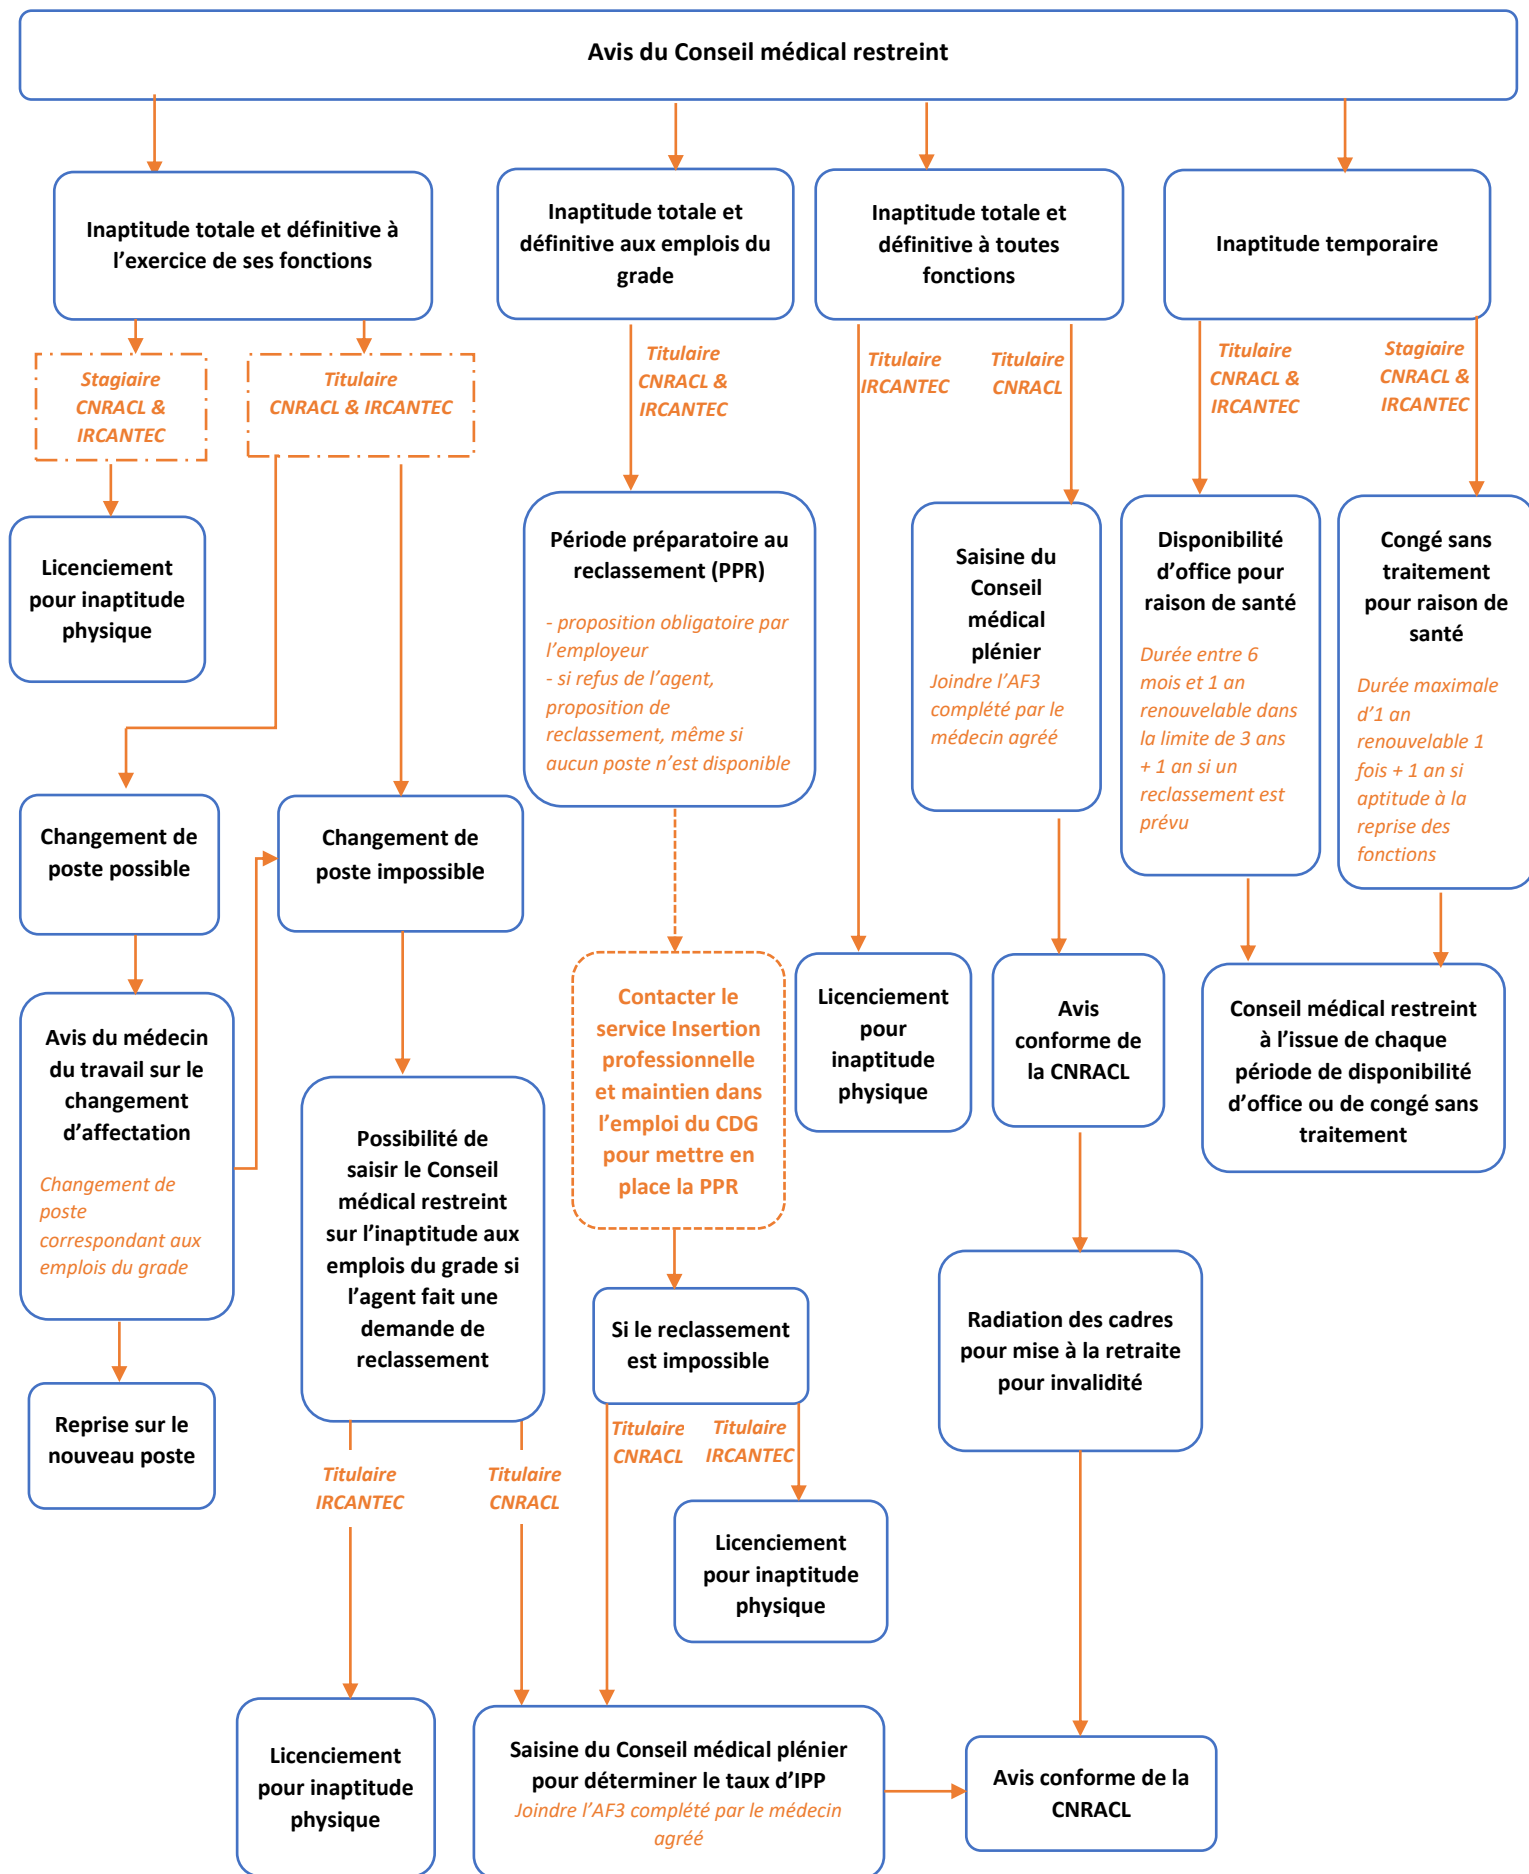 Avis du Conseil médical restreint
Inaptitude totale et définitive à
l’exercice de ses fonctions
Inaptitude totale et
définitive aux emplois du
grade
Inaptitude totale et
définitive à toutes
fonctions
Inaptitude temporaire
Stagiaire
CNRACL &
IRCANTEC
Titulaire
CNRACL & IRCANTEC
Titulaire
CNRACL &
IRCANTEC
Titulaire
IRCANTEC
Titulaire
CNRACL
Titulaire
CNRACL &
IRCANTEC
Stagiaire
CNRACL &
IRCANTEC
Licenciement
pour inaptitude
physique
Période préparatoire au
reclassement (PPR)
- proposition obligatoire par
l’employeur
- si refus de l’agent,
proposition de
reclassement, même si
aucun poste n’est disponible
Saisine du
Conseil
médical
plénier
Joindre l’AF3
complété par le
médecin agréé
Disponibilité
d’office pour
raison de santé
Durée entre 6
mois et 1 an
renouvelable dans
la limite de 3 ans
+ 1 an si un
reclassement est
prévu
Congé sans
traitement
pour raison de
santé
Durée maximale
d’1 an
renouvelable 1
fois + 1 an si
aptitude à la
reprise des
fonctions
Changement de
poste possible
Changement de
poste impossible
Avis du médecin
du travail sur le
changement
d’affectation
Changement de
poste
correspondant aux
emplois du grade
Possibilité de
saisir le Conseil
médical restreint
sur l’inaptitude aux
emplois du grade si
l’agent fait une
demande de
reclassement
Contacter le
service Insertion
professionnelle
et maintien dans
l’emploi du CDG
pour mettre en
place la PPR
Licenciement
pour
inaptitude
physique
Avis
conforme de
la CNRACL
Conseil médical restreint
à l’issue de chaque
période de disponibilité
d’office ou de congé sans
traitement
Si le reclassement
est impossible
Radiation des cadres
pour mise à la retraite
pour invalidité
Reprise sur le
nouveau poste
Titulaire
IRCANTEC
Titulaire
CNRACL
Titulaire
CNRACL
Titulaire
IRCANTEC
Licenciement
pour inaptitude
physique
Licenciement
pour inaptitude
physique
Saisine du Conseil médical plénier
pour déterminer le taux d’IPP
Joindre l’AF3 complété par le médecin
agréé
Avis conforme de la
CNRACL